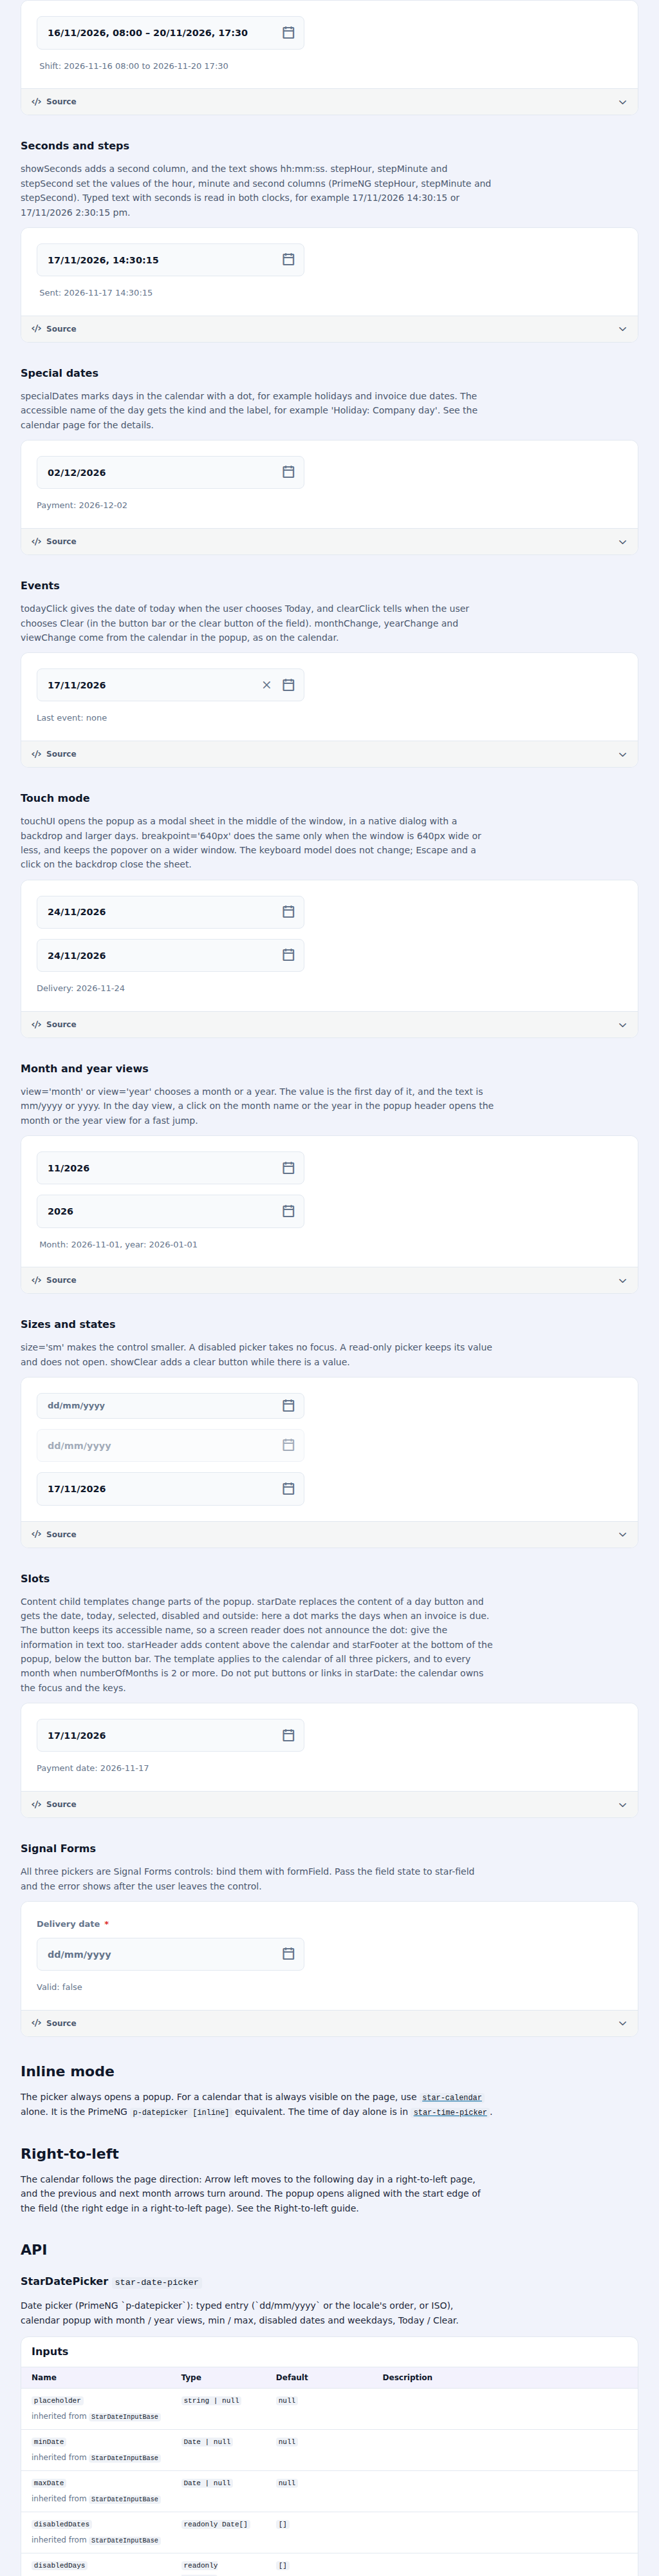 16/11/2026, 08:00 – 20/11/2026, 17:30
Shift: 2026-11-16 08:00 to 2026-11-20 17:30
Source
Seconds and steps
showSeconds adds a second column, and the text shows hh:mm:ss. stepHour, stepMinute and
stepSecond set the values of the hour, minute and second columns (PrimeNG stepHour, stepMinute and
stepSecond). Typed text with seconds is read in both clocks, for example 17/11/2026 14:30:15 or
17/11/2026 2:30:15 pm.
17/11/2026, 14:30:15
Sent: 2026-11-17 14:30:15
Source
Special dates
specialDates marks days in the calendar with a dot, for example holidays and invoice due dates. The
accessible name of the day gets the kind and the label, for example 'Holiday: Company day'. See the
calendar page for the details.
02/12/2026
Payment: 2026-12-02
Source
Events
todayClick gives the date of today when the user chooses Today, and clearClick tells when the user
chooses Clear (in the button bar or the clear button of the field). monthChange, yearChange and
viewChange come from the calendar in the popup, as on the calendar.
17/11/2026
Last event: none
Source
Touch mode
touchUI opens the popup as a modal sheet in the middle of the window, in a native dialog with a
backdrop and larger days. breakpoint='640px' does the same only when the window is 640px wide or
less, and keeps the popover on a wider window. The keyboard model does not change; Escape and a
click on the backdrop close the sheet.
24/11/2026
24/11/2026
Delivery: 2026-11-24
Source
Month and year views
view='month' or view='year' chooses a month or a year. The value is the first day of it, and the text is
mm/yyyy or yyyy. In the day view, a click on the month name or the year in the popup header opens the
month or the year view for a fast jump.
11/2026
2026
Month: 2026-11-01, year: 2026-01-01
Source
Sizes and states
size='sm' makes the control smaller. A disabled picker takes no focus. A read-only picker keeps its value
and does not open. showClear adds a clear button while there is a value.
dd/mm/yyyy
dd/mm/yyyy
17/11/2026
Source
Slots
Content child templates change parts of the popup. starDate replaces the content of a day button and
gets the date, today, selected, disabled and outside: here a dot marks the days when an invoice is due.
The button keeps its accessible name, so a screen reader does not announce the dot: give the
information in text too. starHeader adds content above the calendar and starFooter at the bottom of the
popup, below the button bar. The template applies to the calendar of all three pickers, and to every
month when numberOfMonths is 2 or more. Do not put buttons or links in starDate: the calendar owns
the focus and the keys.
17/11/2026
Payment date: 2026-11-17
Source
Signal Forms
All three pickers are Signal Forms controls: bind them with formField. Pass the field state to star-field
and the error shows after the user leaves the control.
Delivery date *
dd/mm/yyyy
Valid: false
Source
Inline mode
The picker always opens a popup. For a calendar that is always visible on the page, use star-calendar
alone. It is the PrimeNG p-datepicker [inline] equivalent. The time of day alone is in star-time-picker.
Right-to-left
The calendar follows the page direction: Arrow left moves to the following day in a right-to-left page,
and the previous and next month arrows turn around. The popup opens aligned with the start edge of
the field (the right edge in a right-to-left page). See the Right-to-left guide.
API
StarDatePicker star-date-picker
Date picker (PrimeNG `p-datepicker`): typed entry (`dd/mm/yyyy` or the locale's order, or ISO),
calendar popup with month / year views, min / max, disabled dates and weekdays, Today / Clear.
Inputs
Name Type Default Description
placeholder string | null null
inherited from StarDateInputBase
minDate Date | null null
inherited from StarDateInputBase
maxDate Date | null null
inherited from StarDateInputBase
disabledDates readonly Date[] []
inherited from StarDateInputBase
disabledDays readonly []